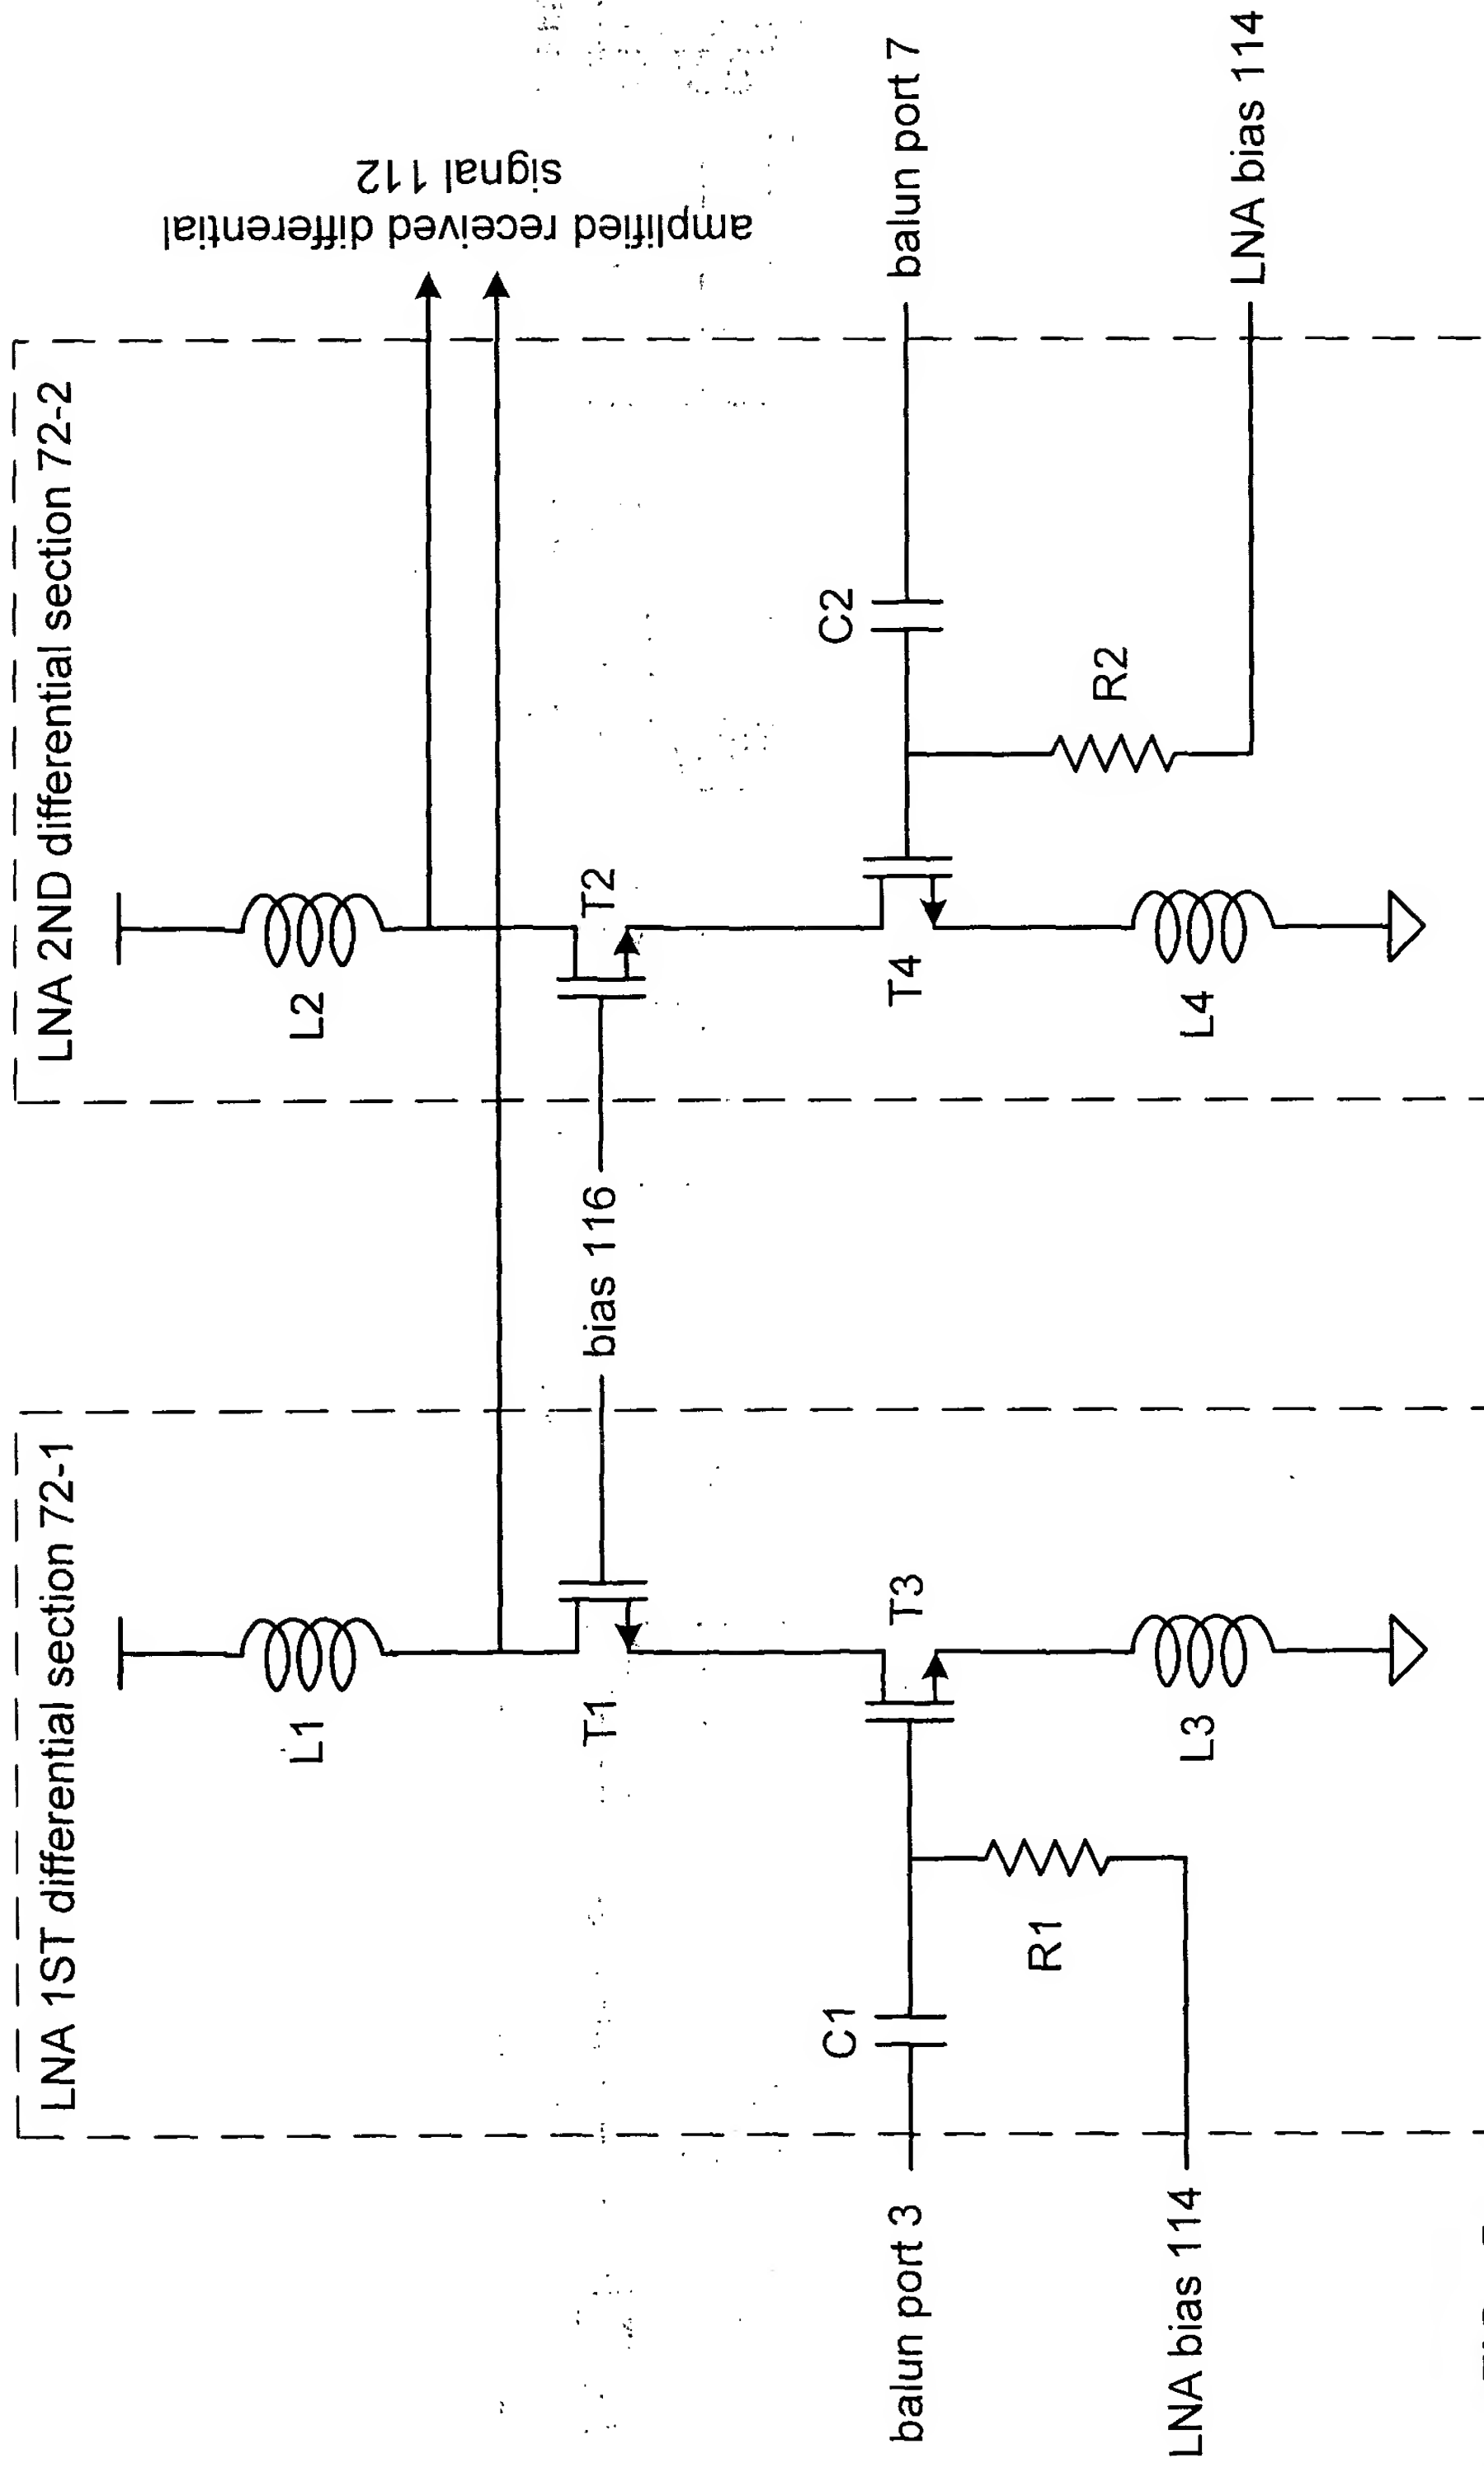 LNA 1ST differential section 72-1
LNA 2ND differential section 72-2
L1
L2
amplified received differential
signal 112
T1
bias 116
T2
balun port 3
C1
T3
T4
C2
balun port 7
R1
R2
L3
L4
LNA bias 114
LNA bias 114